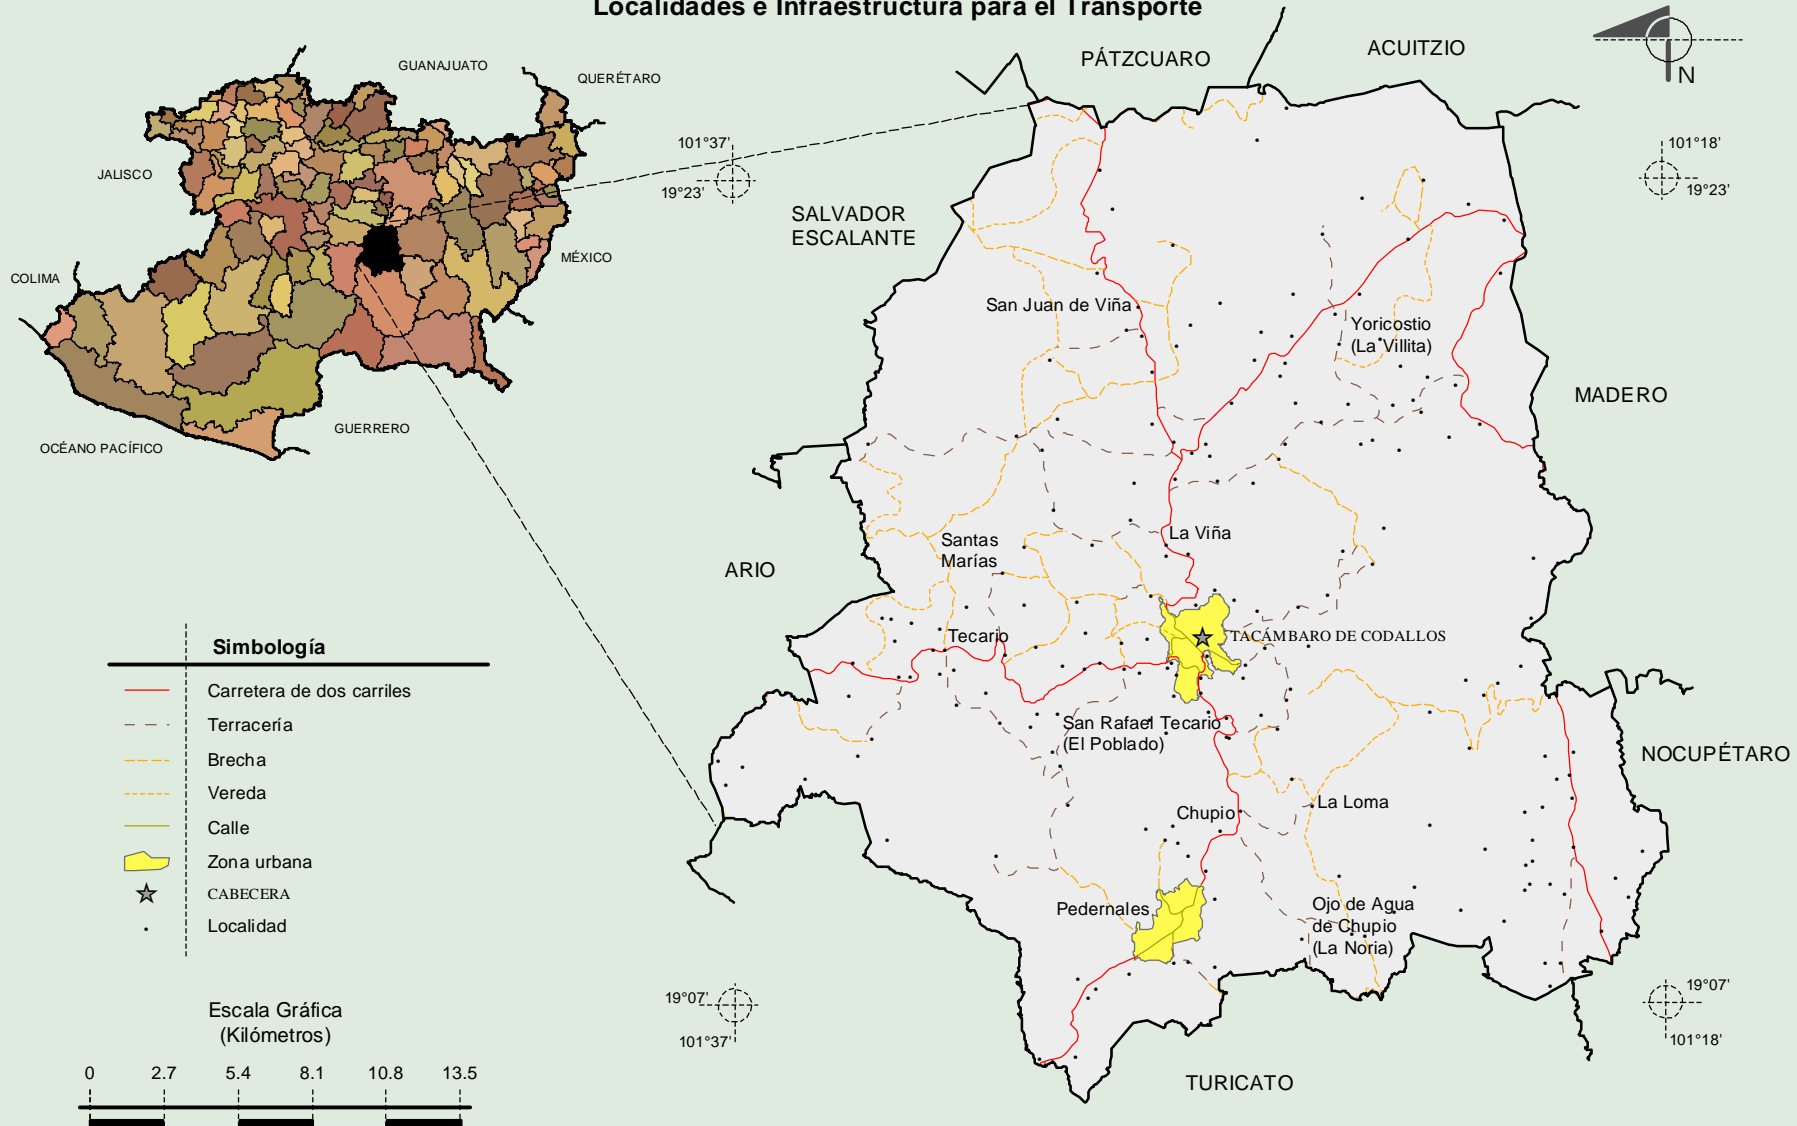 Localidades e Infraestructura para el Transporte
GUANAJUATO
QUERÉTARO
JALISCO
COLIMA
MÉXICO
GUERRERO
OCÉANO PACÍFICO
PÁTZCUARO
ACUITZIO
N
101°37'
19°23'
101°18'
19°23'
SALVADOR
ESCALANTE
San Juan de Viña
Yoricostio
(La Villita)
MADERO
La Viña
Santas
Marías
ARIO
Tecario
TACÁMBARO DE CODALLOS
San Rafael Tecario
(El Poblado)
NOCUPÉTARO
Chupio
La Loma
Pedernales
Ojo de Agua
de Chupio
(La Noria)
19°07'
101°37'
19°07'
101°18'
TURICATO
Simbología
Carretera de dos carriles
Terracería
Brecha
Vereda
Calle
Zona urbana
CABECERA
Localidad
Escala Gráfica
(Kilómetros)
0 2.7 5.4 8.1 10.8 13.5